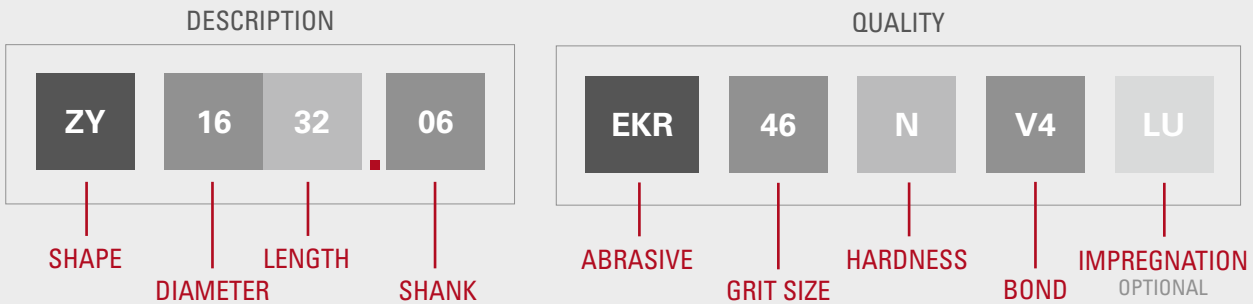 DESCRIPTION
ZY 16 32 . 06
SHAPE
DIAMETER
LENGTH
SHANK
QUALITY
EKR 46 N V4 LU
ABRASIVE
GRIT SIZE
HARDNESS
BOND
IMPREGNATION
OPTIONAL